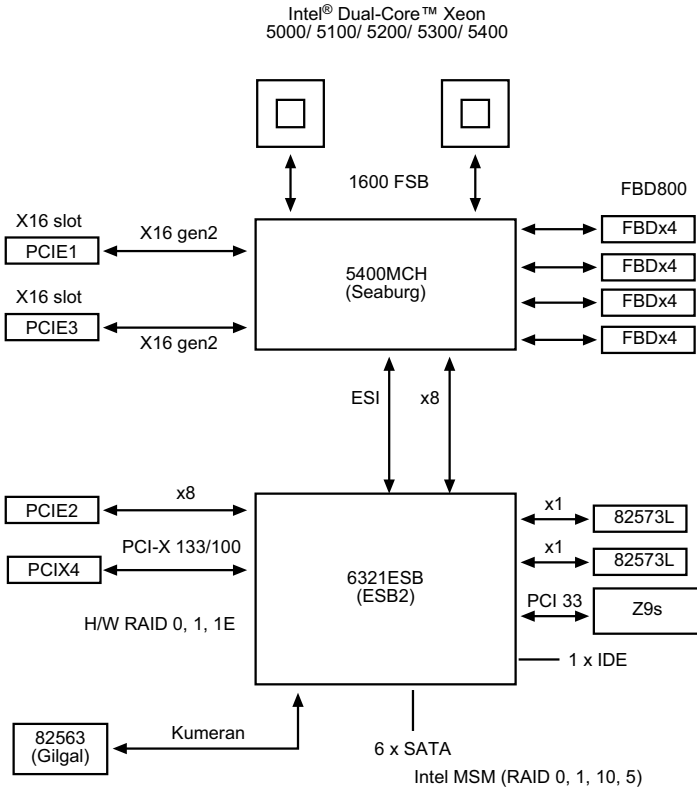 Intel® Dual-Core™ Xeon
5000/ 5100/ 5200/ 5300/ 5400
1600 FSB
FBD800
X16 slot
PCIE1
X16 gen2
X16 slot
PCIE3
X16 gen2
5400MCH
(Seaburg)
FBDx4
FBDx4
FBDx4
FBDx4
ESI
x8
PCIE2
x8
PCIX4
PCI-X 133/100
H/W RAID 0, 1, 1E
6321ESB
(ESB2)
x1
82573L
x1
82573L
PCI 33
Z9s
1 x IDE
82563
(Gilgal)
Kumeran
6 x SATA
Intel MSM (RAID 0, 1, 10, 5)